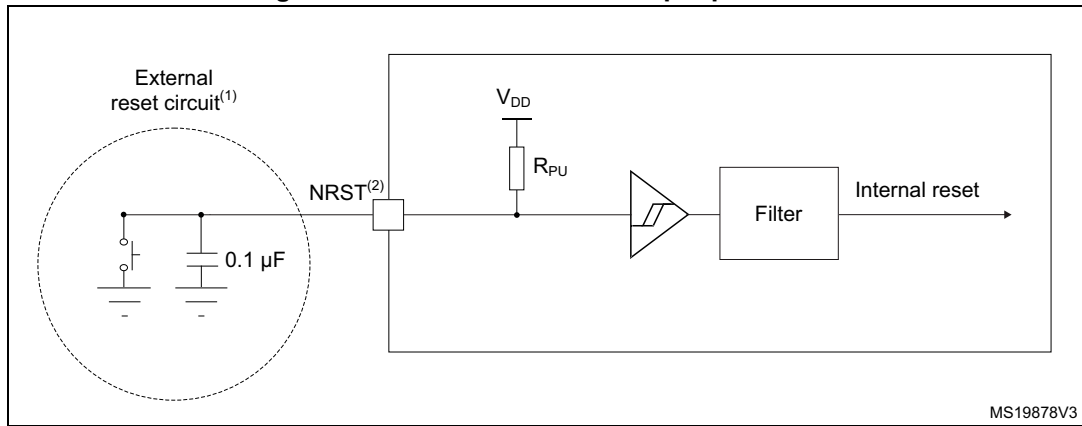 External
reset circuit(1)
VDD
RPU
NRST(2)
Filter
Internal reset
0.1 µF
MS19878V3